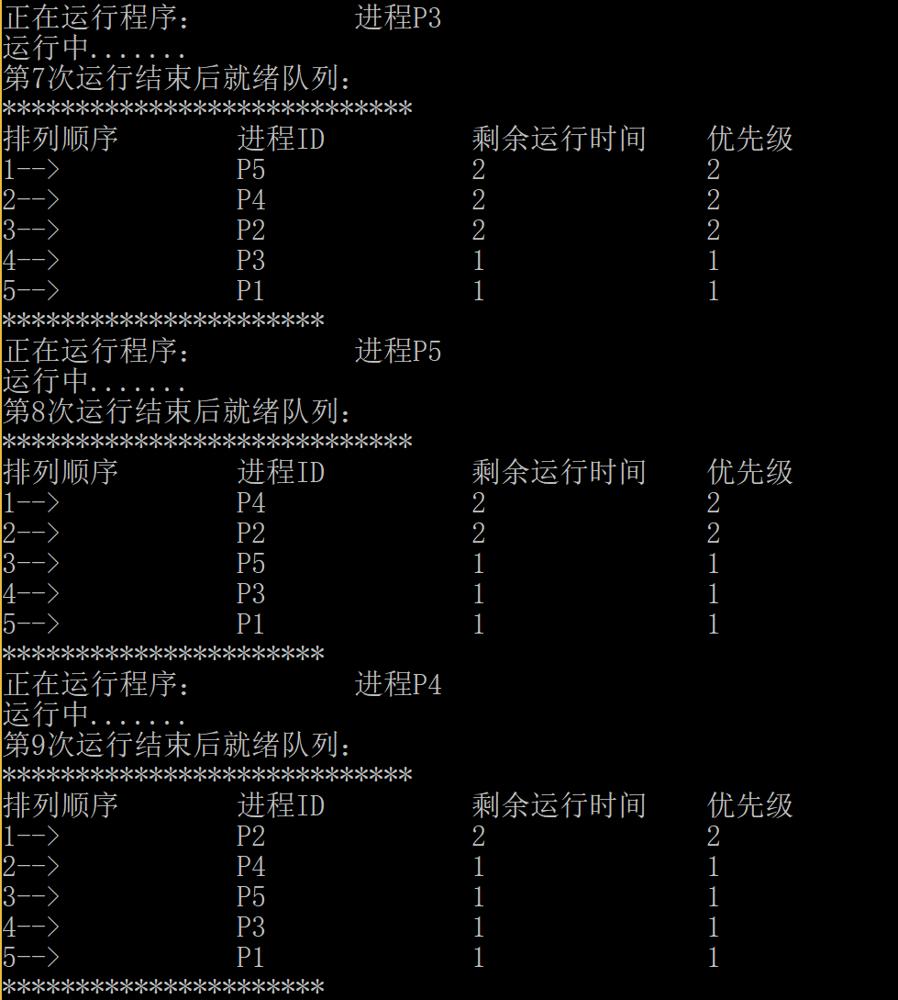 正在运行程序:           进程P3
运行中.......
第7次运行结束后就绪队列:
****************************
排列顺序        进程ID          剩余运行时间    优先级
1-->            P5              2               2
2-->            P4              2               2
3-->            P2              2               2
4-->            P3              1               1
5-->            P1              1               1
**********************
正在运行程序:           进程P5
运行中.......
第8次运行结束后就绪队列:
****************************
排列顺序        进程ID          剩余运行时间    优先级
1-->            P4              2               2
2-->            P2              2               2
3-->            P5              1               1
4-->            P3              1               1
5-->            P1              1               1
**********************
正在运行程序:           进程P4
运行中.......
第9次运行结束后就绪队列:
****************************
排列顺序        进程ID          剩余运行时间    优先级
1-->            P2              2               2
2-->            P4              1               1
3-->            P5              1               1
4-->            P3              1               1
5-->            P1              1               1
**********************